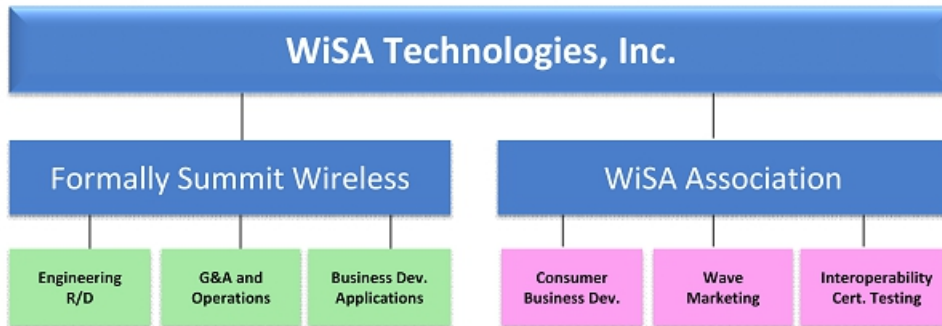 WiSA Technologies, Inc.
Formally Summit Wireless
WiSA Association
Engineering
R/D
G&A and
Operations
Business Dev.
Applications
Consumer
Business Dev.
Wave
Marketing
Interoperability
Cert. Testing